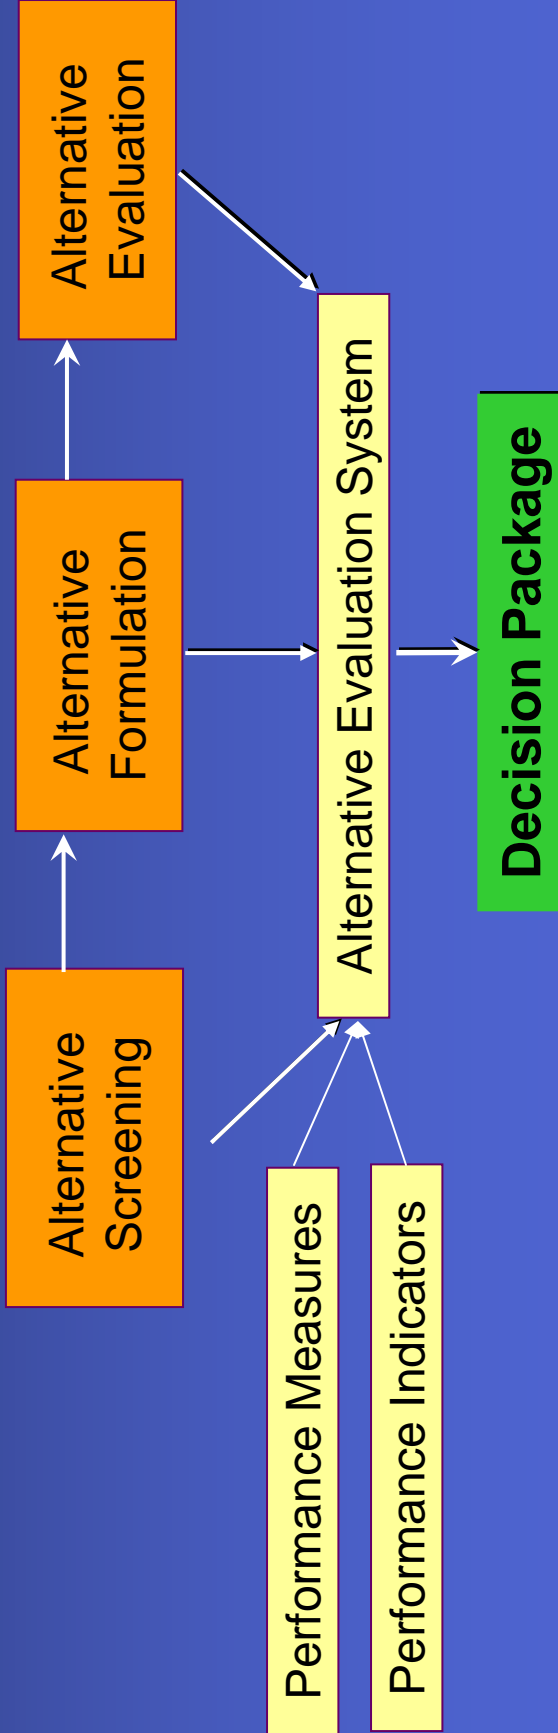 Alternative
Screening
Alternative
Formulation
Alternative
Evaluation
Alternative Evaluation System
Performance Measures
Performance Indicators
Decision Package